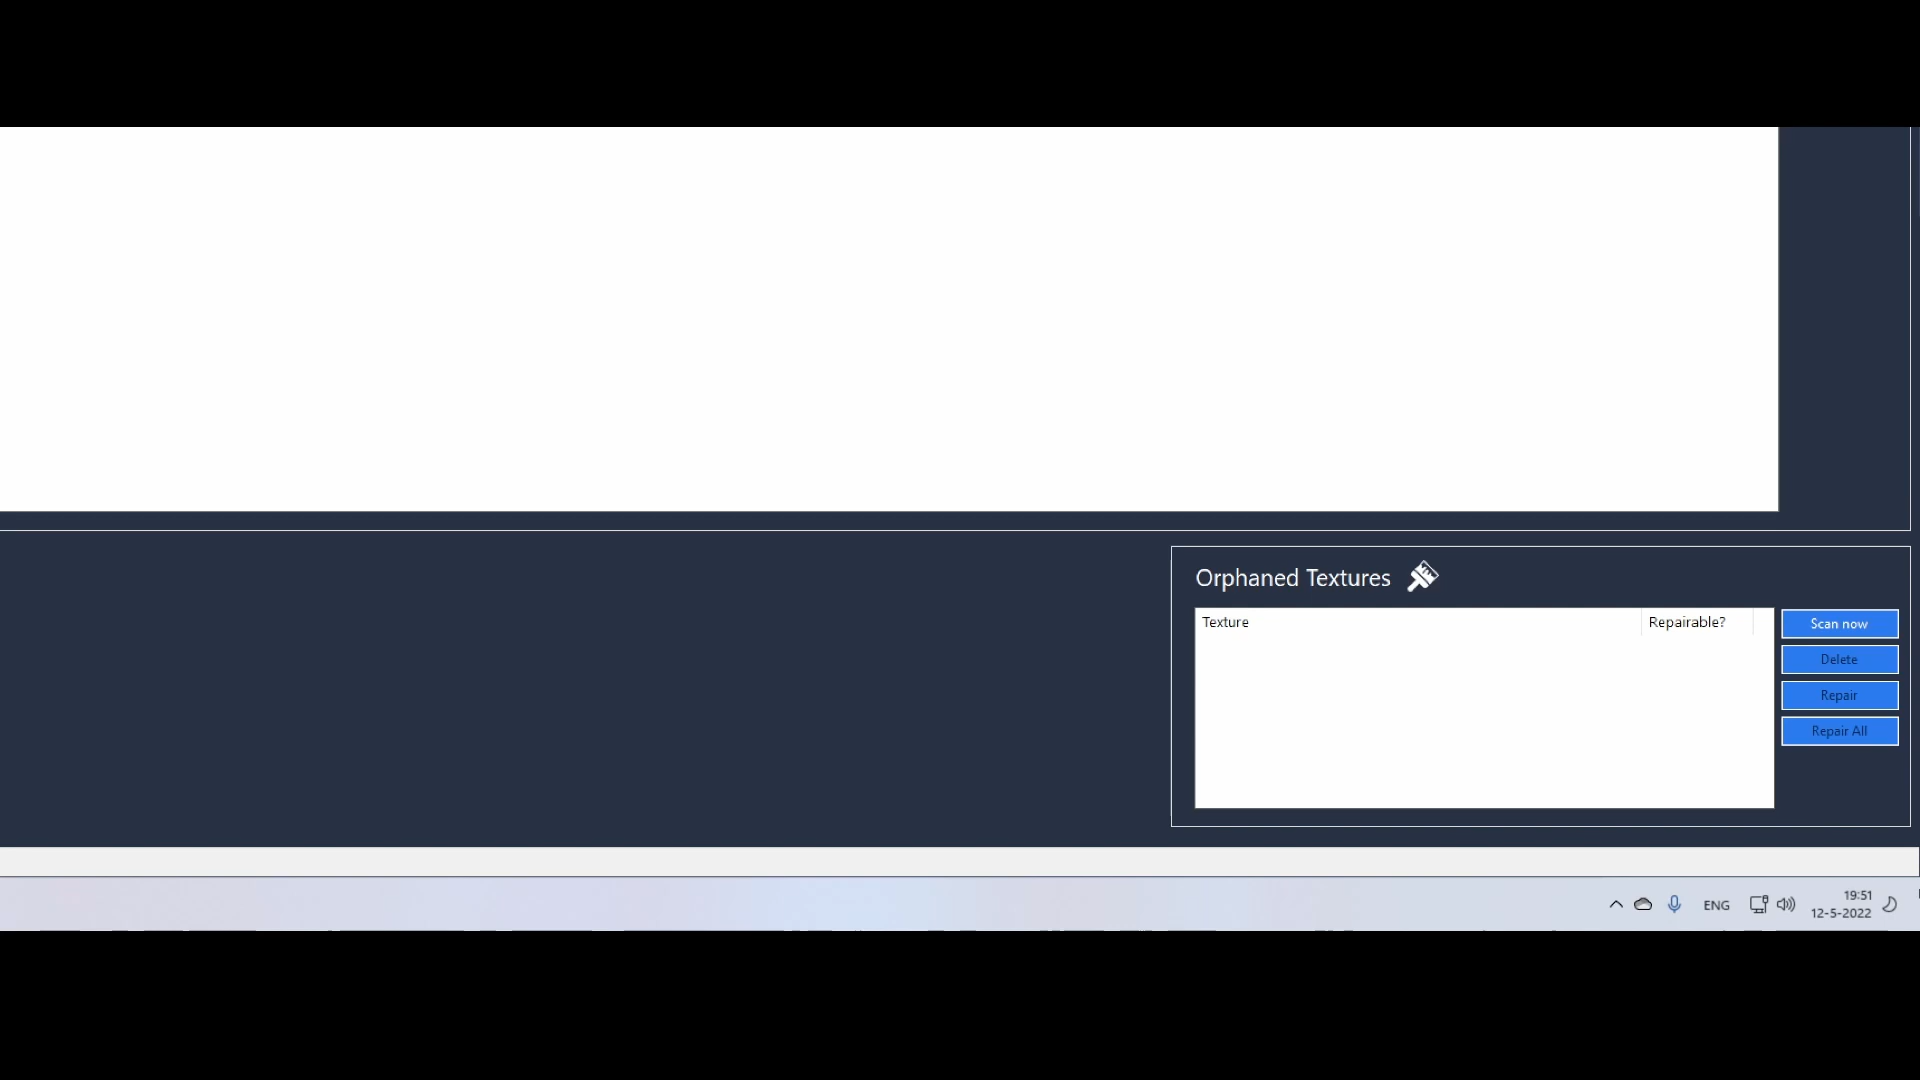 Orphaned Textures
Texture Repairable?
Scan now
Delete
Repair
Repair All
ENG
19:51
12-5-2022